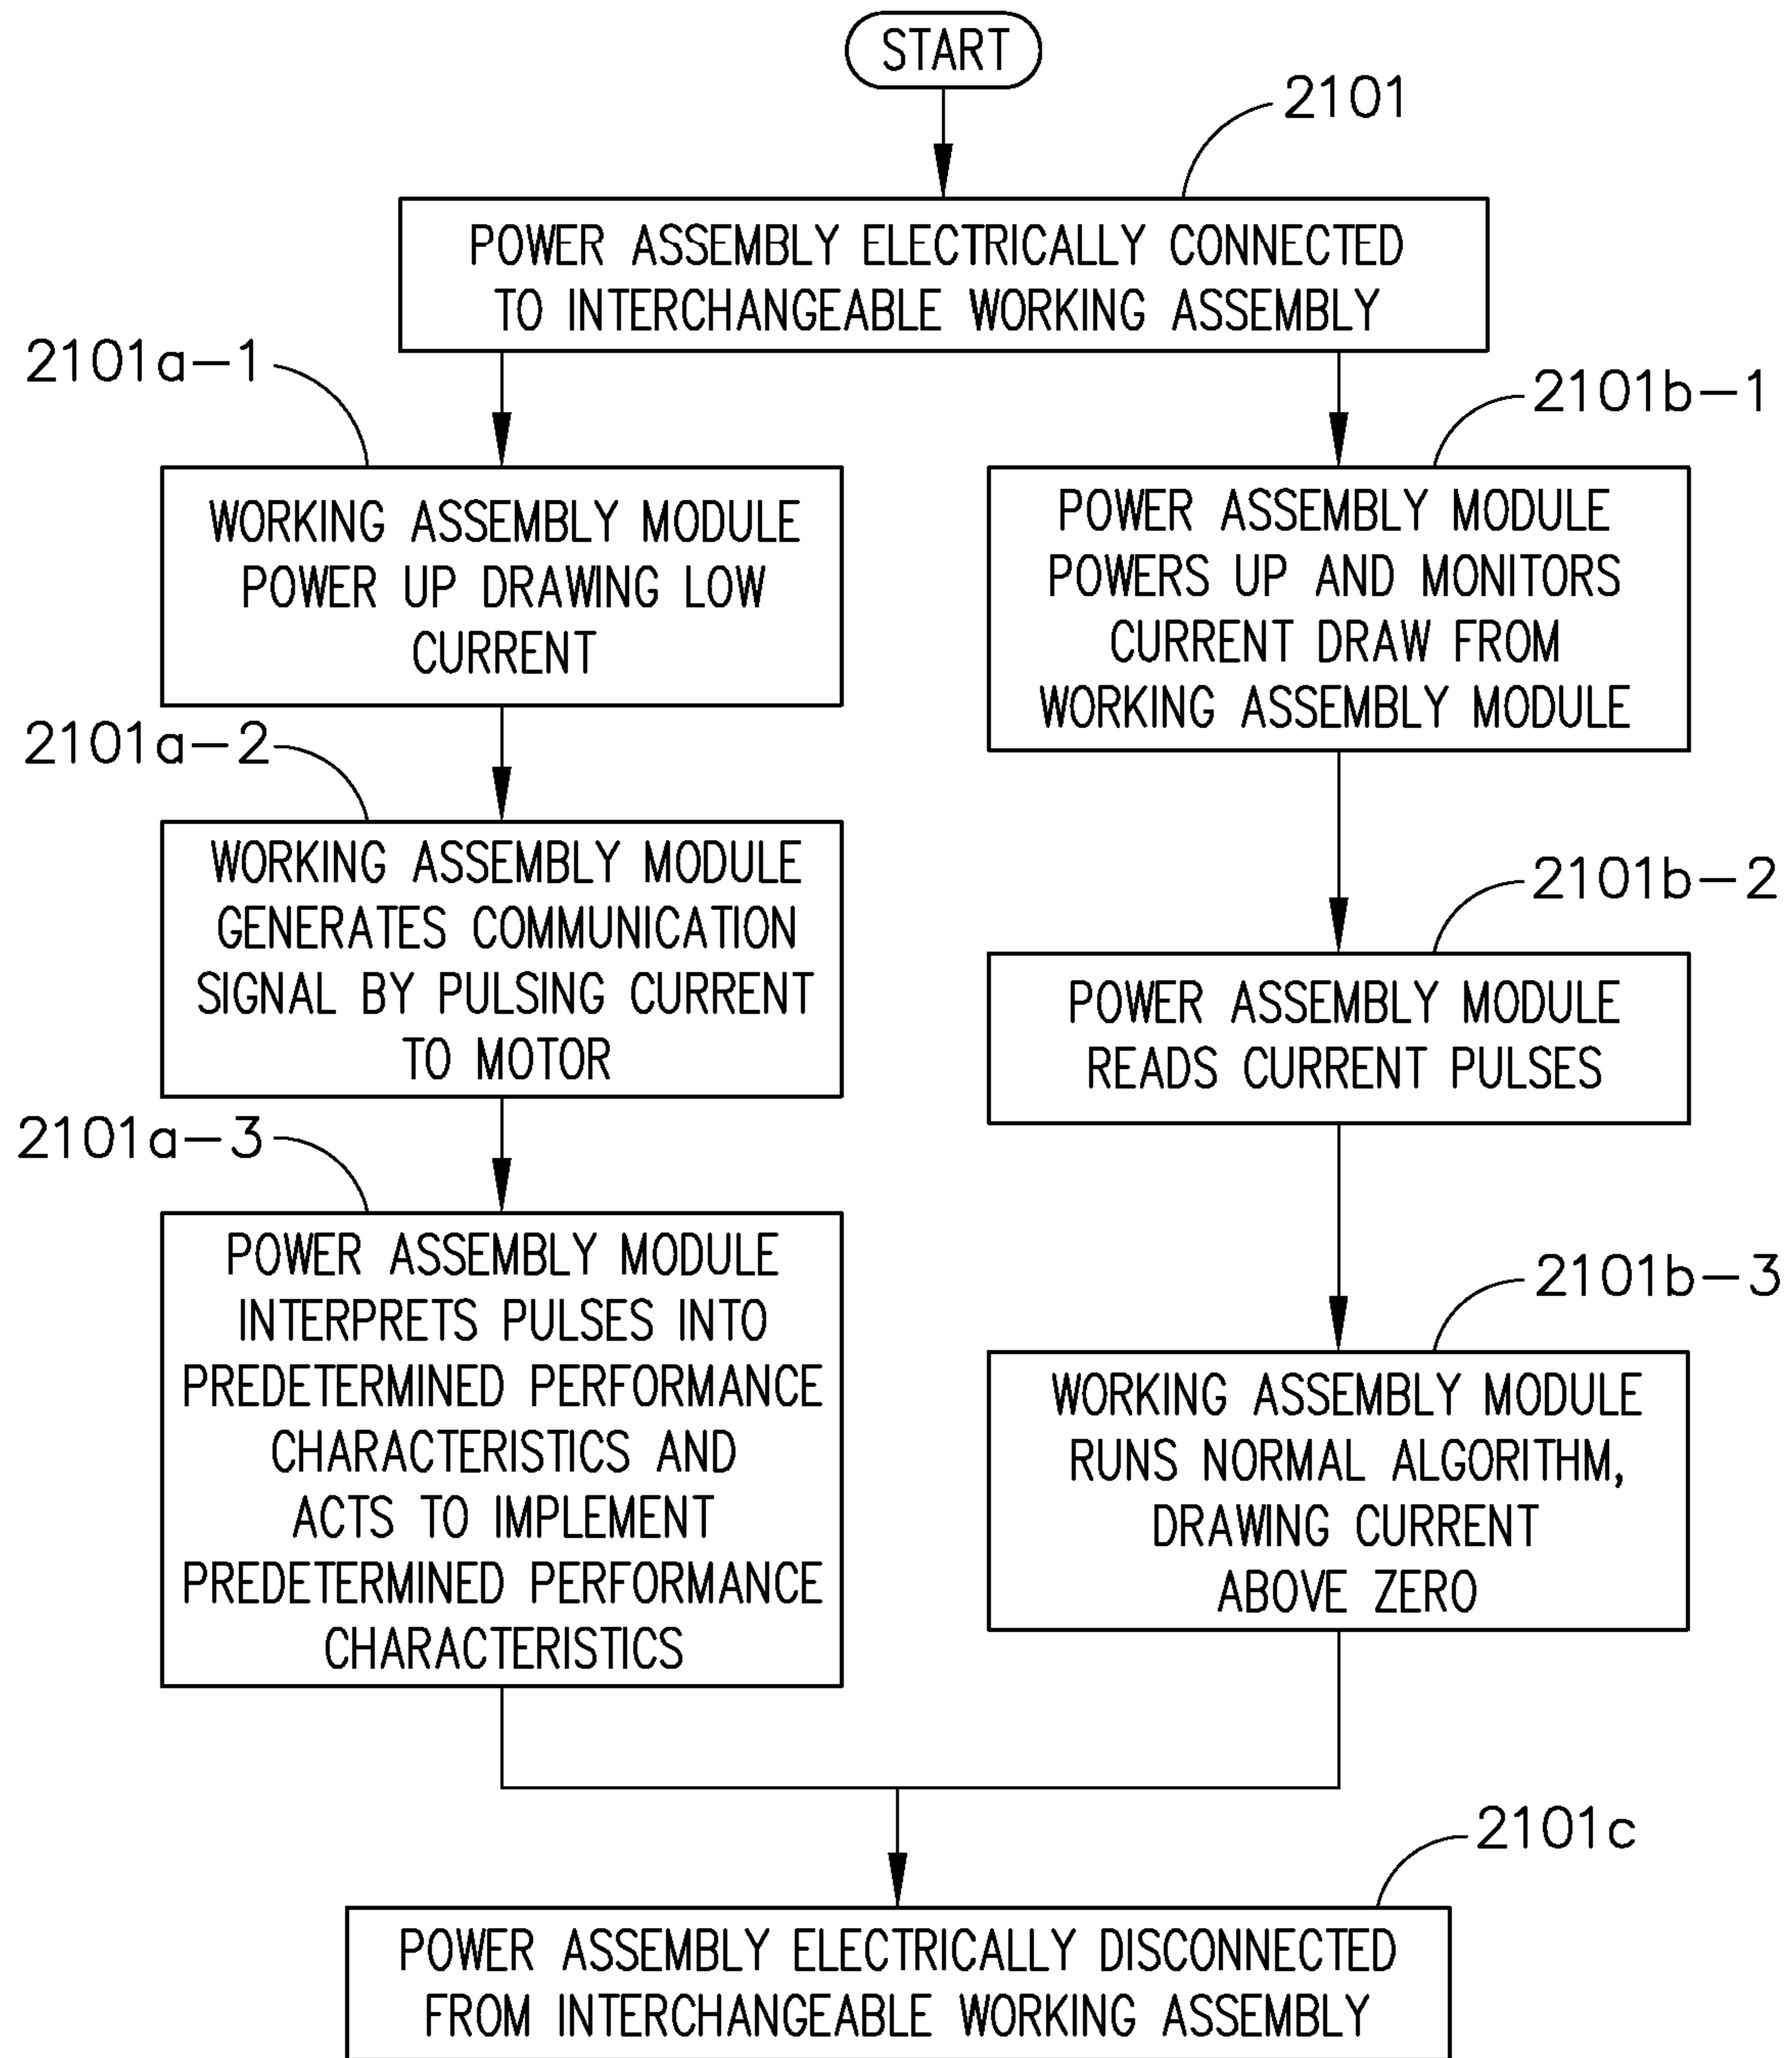 START
2101
POWER ASSEMBLY ELECTRICALLY CONNECTED
TO INTERCHANGEABLE WORKING ASSEMBLY
2101a-1
WORKING ASSEMBLY MODULE
POWER UP DRAWING LOW
CURRENT
2101b-1
POWER ASSEMBLY MODULE
POWERS UP AND MONITORS
CURRENT DRAW FROM
WORKING ASSEMBLY MODULE
2101a-2
WORKING ASSEMBLY MODULE
GENERATES COMMUNICATION
SIGNAL BY PULSING CURRENT
TO MOTOR
2101b-2
POWER ASSEMBLY MODULE
READS CURRENT PULSES
2101a-3
POWER ASSEMBLY MODULE
INTERPRETS PULSES INTO
PREDETERMINED PERFORMANCE
CHARACTERISTICS AND
ACTS TO IMPLEMENT
PREDETERMINED PERFORMANCE
CHARACTERISTICS
2101b-3
WORKING ASSEMBLY MODULE
RUNS NORMAL ALGORITHM,
DRAWING CURRENT
ABOVE ZERO
2101c
POWER ASSEMBLY ELECTRICALLY DISCONNECTED
FROM INTERCHANGEABLE WORKING ASSEMBLY